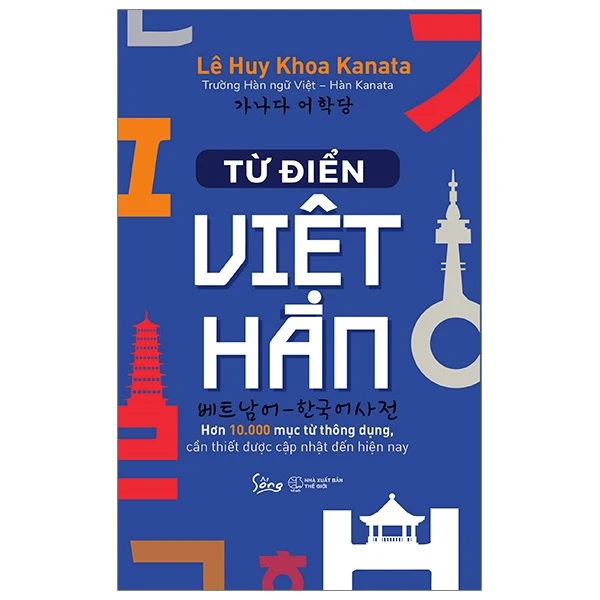 Lê Huy Khoa Kanata
Trường Hàn ngữ Việt – Hàn Kanata
가나다 어학당
TỪ ĐIỂN
VIỆT
HÀN
베트남어-한국어사전
Hơn 10.000 mục từ thông dụng,
cần thiết được cập nhật đến hiện nay
Sống
NHÀ XUẤT BẢN
THẾ GIỚI